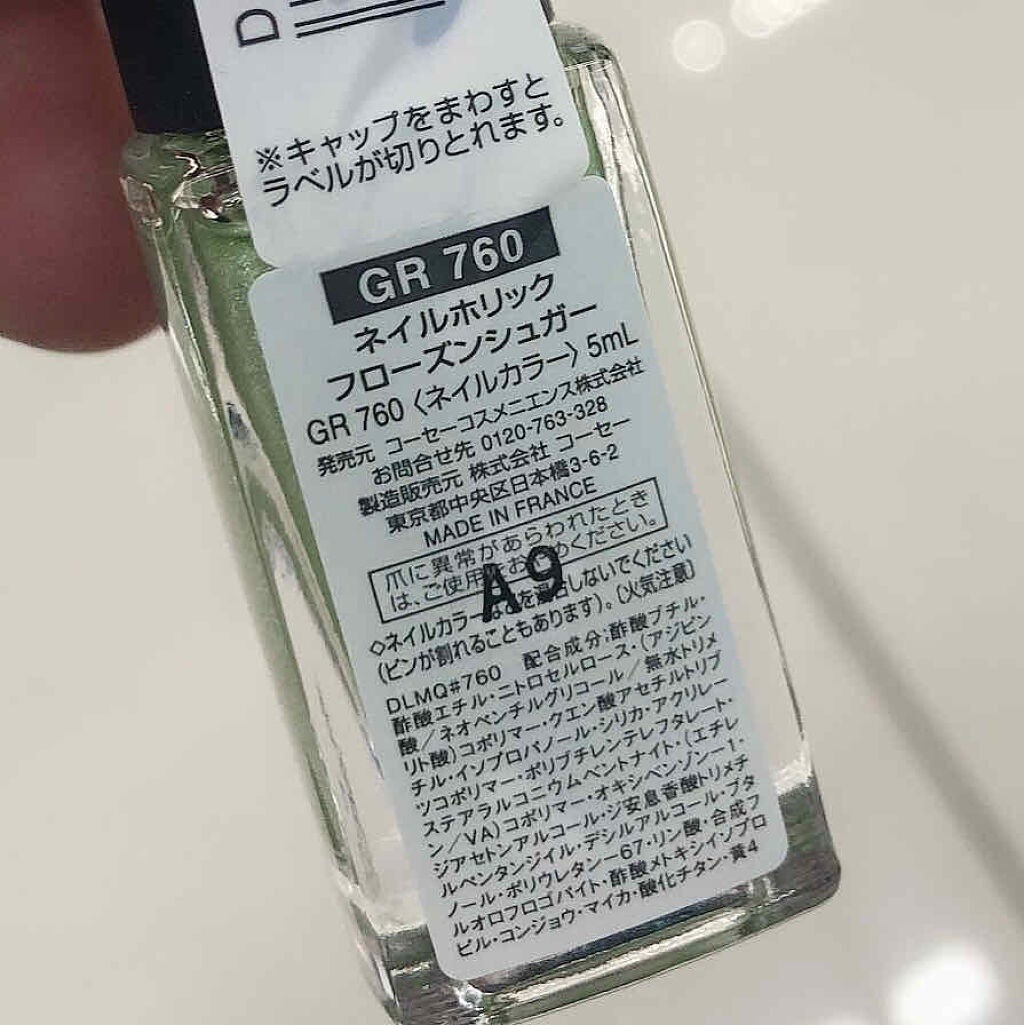 D
※キャップをまわすと
ラベルが切りとれます。
GR 760
ネイルホリック
フローズンシュガー
GR 760〈ネイルカラー〉5mL
発売元 コーセーコスメニエンス株式会社
お問合せ先 0120-763-328
製造販売元 株式会社 コーセー
東京都中央区日本橋3-6-2
MADE IN FRANCE
爪に異常があらわれたとき
は、ご使用をおやめください。
A9
◇ネイルカラーなどを混合しないでください
(ビンが割れることもあります)。〔火気注意〕
DLMQ#760 配合成分;酢酸ブチル・
酢酸エチル・ニトロセルロース・(アジピン
酸/ネオペンチルグリコール/無水トリメ
リト酸)コポリマー・クエン酸アセチルトリブ
チル・イソプロパノール・シリカ・アクリレー
ツコポリマー・ポリブチレンテレフタレート・
ステアラルコニウムベントナイト・(エチレ
ン/VA)コポリマー・オキシベンゾン-1・
ジアセトンアルコール・ジ安息香酸トリメチ
ルペンタンジイル・デシルアルコール・ブタ
ノール・ポリウレタン-67・リン酸・合成フ
ルオロフロゴパイト・酢酸メトキシイソプロ
ピル・コンジョウ・マイカ・酸化チタン・黄4